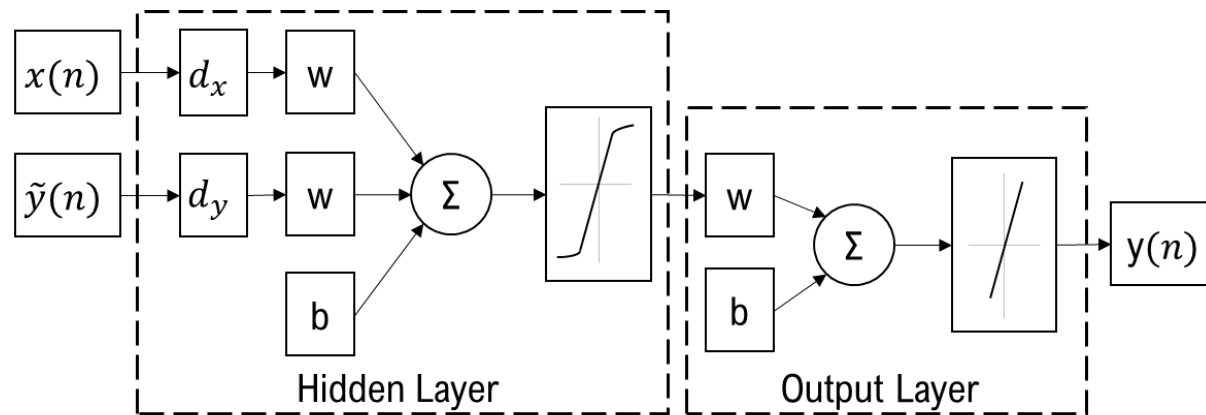 x(n)
d_x
w
ỹ(n)
d_y
w
Σ
b
Hidden Layer
w
Σ
b
Output Layer
y(n)